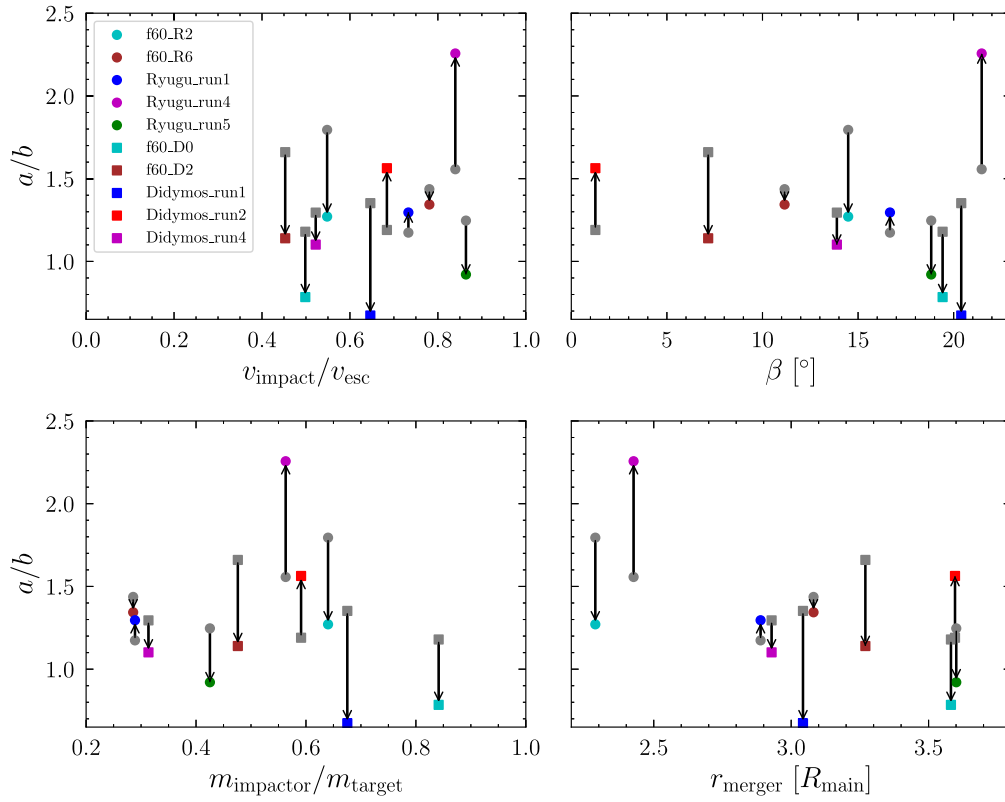 2.5
2.0
1.5
1.0
a/b
f60_R2
f60_R6
Ryugu_run1
Ryugu_run4
Ryugu_run5
f60_D0
f60_D2
Didymos_run1
Didymos_run2
Didymos_run4
0.0 0.2 0.4 0.6 0.8 1.0
v_impact/v_esc
0 5 10 15 20
β [°]
2.5
2.0
1.5
1.0
a/b
0.2 0.4 0.6 0.8 1.0
m_impactor/m_target
2.5 3.0 3.5
r_merger [R_main]